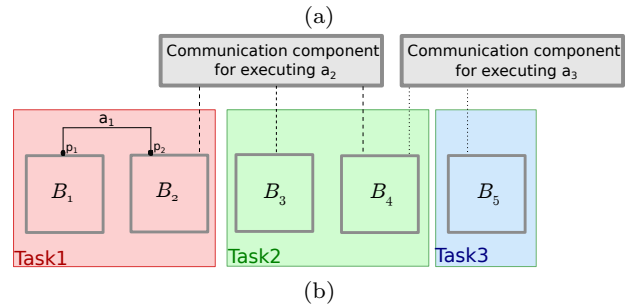 (a)
Communication component
for executing a₂
Communication component
for executing a₃
a₁
p₁
p₂
B₁
B₂
B₃
B₄
B₅
Task1
Task2
Task3
(b)